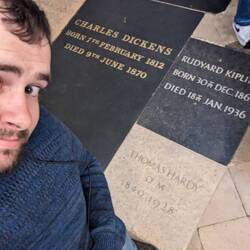 CHARLES DICKENS
BORN 7TH FEBRUARY 1812
DIED 9TH JUNE 1870
RUDYARD KIPLI
BORN 30TH DEC. 186
DIED 18TH JAN. 1936
THOMAS HARDY
O M
1840 1928